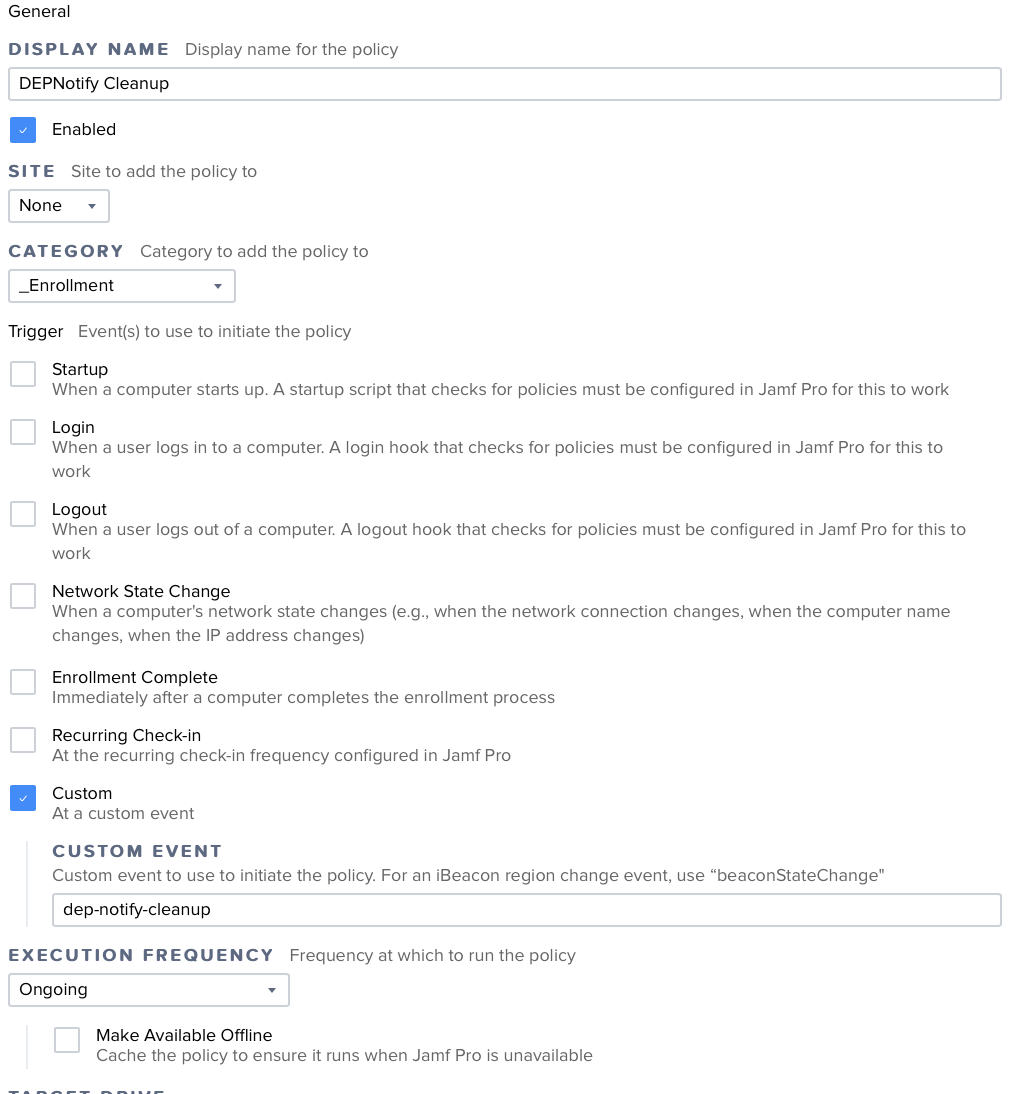 General
DISPLAY NAME Display name for the policy
DEPNotify Cleanup
Enabled
SITE Site to add the policy to
None
CATEGORY Category to add the policy to
_Enrollment
Trigger Event(s) to use to initiate the policy
Startup
When a computer starts up. A startup script that checks for policies must be configured in Jamf Pro for this to work
Login
When a user logs in to a computer. A login hook that checks for policies must be configured in Jamf Pro for this to
work
Logout
When a user logs out of a computer. A logout hook that checks for policies must be configured in Jamf Pro for this to
work
Network State Change
When a computer's network state changes (e.g., when the network connection changes, when the computer name
changes, when the IP address changes)
Enrollment Complete
Immediately after a computer completes the enrollment process
Recurring Check-in
At the recurring check-in frequency configured in Jamf Pro
Custom
At a custom event
CUSTOM EVENT
Custom event to use to initiate the policy. For an iBeacon region change event, use “beaconStateChange"
dep-notify-cleanup
EXECUTION FREQUENCY Frequency at which to run the policy
Ongoing
Make Available Offline
Cache the policy to ensure it runs when Jamf Pro is unavailable
TARGET DRIVE